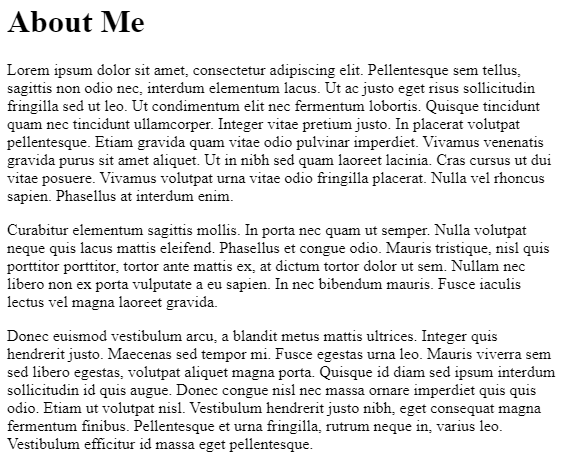 About Me
Lorem ipsum dolor sit amet, consectetur adipiscing elit. Pellentesque sem tellus,
sagittis non odio nec, interdum elementum lacus. Ut ac justo eget risus sollicitudin
fringilla sed ut leo. Ut condimentum elit nec fermentum lobortis. Quisque tincidunt
quam nec tincidunt ullamcorper. Integer vitae pretium justo. In placerat volutpat
pellentesque. Etiam gravida quam vitae odio pulvinar imperdiet. Vivamus venenatis
gravida purus sit amet aliquet. Ut in nibh sed quam laoreet lacinia. Cras cursus ut dui
vitae posuere. Vivamus volutpat urna vitae odio fringilla placerat. Nulla vel rhoncus
sapien. Phasellus at interdum enim.
Curabitur elementum sagittis mollis. In porta nec quam ut semper. Nulla volutpat
neque quis lacus mattis eleifend. Phasellus et congue odio. Mauris tristique, nisl quis
porttitor porttitor, tortor ante mattis ex, at dictum tortor dolor ut sem. Nullam nec
libero non ex porta vulputate a eu sapien. In nec bibendum mauris. Fusce iaculis
lectus vel magna laoreet gravida.
Donec euismod vestibulum arcu, a blandit metus mattis ultrices. Integer quis
hendrerit justo. Maecenas sed tempor mi. Fusce egestas urna leo. Mauris viverra sem
sed libero egestas, volutpat aliquet magna porta. Quisque id diam sed ipsum interdum
sollicitudin id quis augue. Donec congue nisl nec massa ornare imperdiet quis quis
odio. Etiam ut volutpat nisl. Vestibulum hendrerit justo nibh, eget consequat magna
fermentum finibus. Pellentesque et urna fringilla, rutrum neque in, varius leo.
Vestibulum efficitur id massa eget pellentesque.